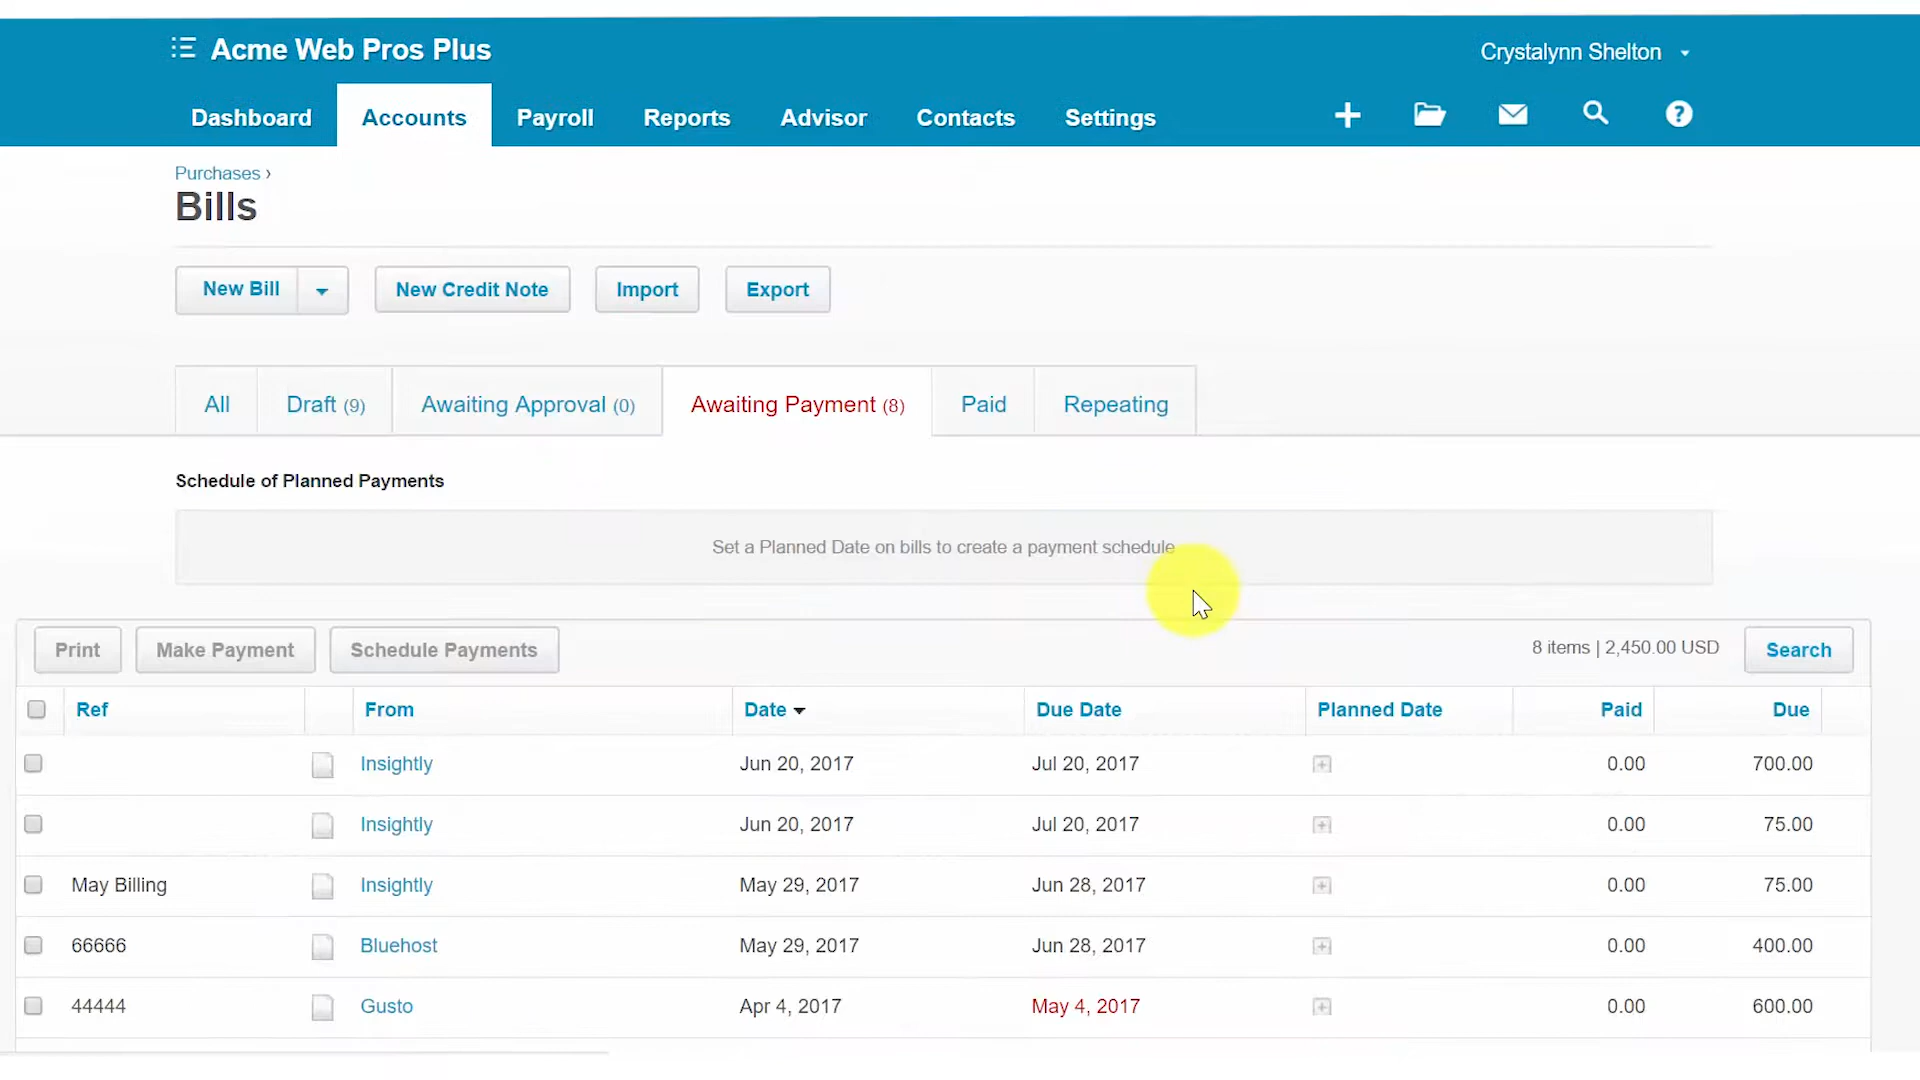 Acme Web Pros Plus
Crystalynn Shelton
Dashboard Accounts Payroll Reports Advisor Contacts Settings
Purchases ›
Bills
New Bill New Credit Note Import Export
All Draft (9) Awaiting Approval (0) Awaiting Payment (8) Paid Repeating
Schedule of Planned Payments
Set a Planned Date on bills to create a payment schedule
Print Make Payment Schedule Payments 8 items | 2,450.00 USD Search
Ref From Date Due Date Planned Date Paid Due
Insightly Jun 20, 2017 Jul 20, 2017 0.00 700.00
Insightly Jun 20, 2017 Jul 20, 2017 0.00 75.00
May Billing Insightly May 29, 2017 Jun 28, 2017 0.00 75.00
66666 Bluehost May 29, 2017 Jun 28, 2017 0.00 400.00
44444 Gusto Apr 4, 2017 May 4, 2017 0.00 600.00